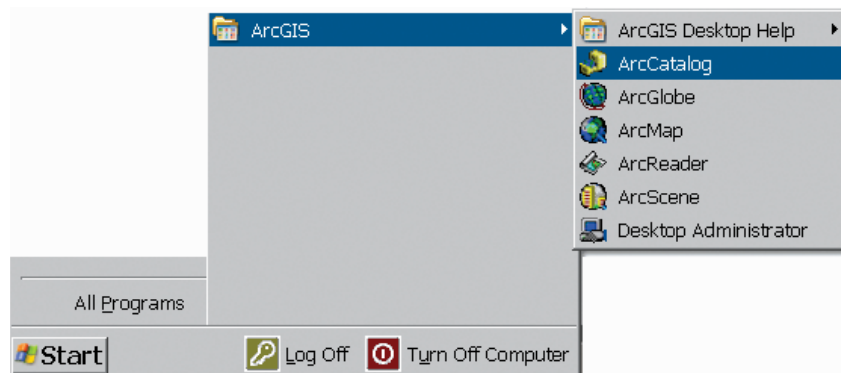 ArcGIS
ArcGIS Desktop Help
ArcCatalog
ArcGlobe
ArcMap
ArcReader
ArcScene
Desktop Administrator
All Programs
Start
Log Off
Turn Off Computer